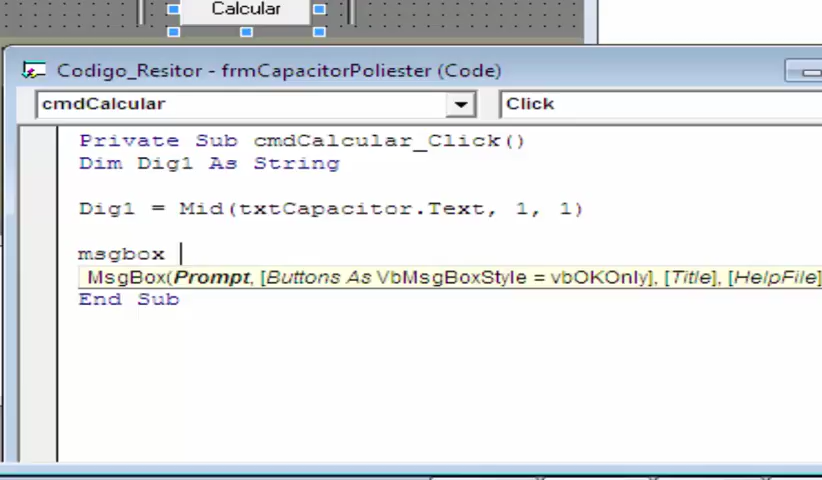 Calcular
Codigo_Resitor - frmCapacitorPoliester (Code)
cmdCalcular Click
Private Sub cmdCalcular_Click()
Dim Dig1 As String
Dig1 = Mid(txtCapacitor.Text, 1, 1)
msgbox
MsgBox(Prompt, [Buttons As VbMsgBoxStyle = vbOKOnly], [Title], [HelpFile]
End Sub